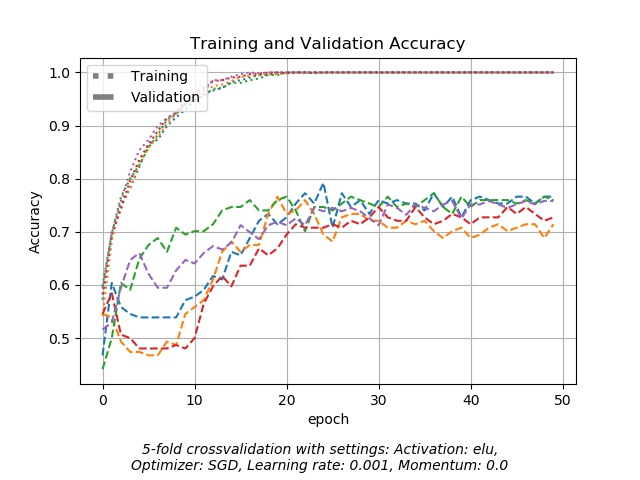 Training and Validation Accuracy
1.0
0.9
0.8
0.7
0.6
0.5
Accuracy
Training
Validation
0 10 20 30 40 50
epoch
5-fold crossvalidation with settings: Activation: elu,
Optimizer: SGD, Learning rate: 0.001, Momentum: 0.0